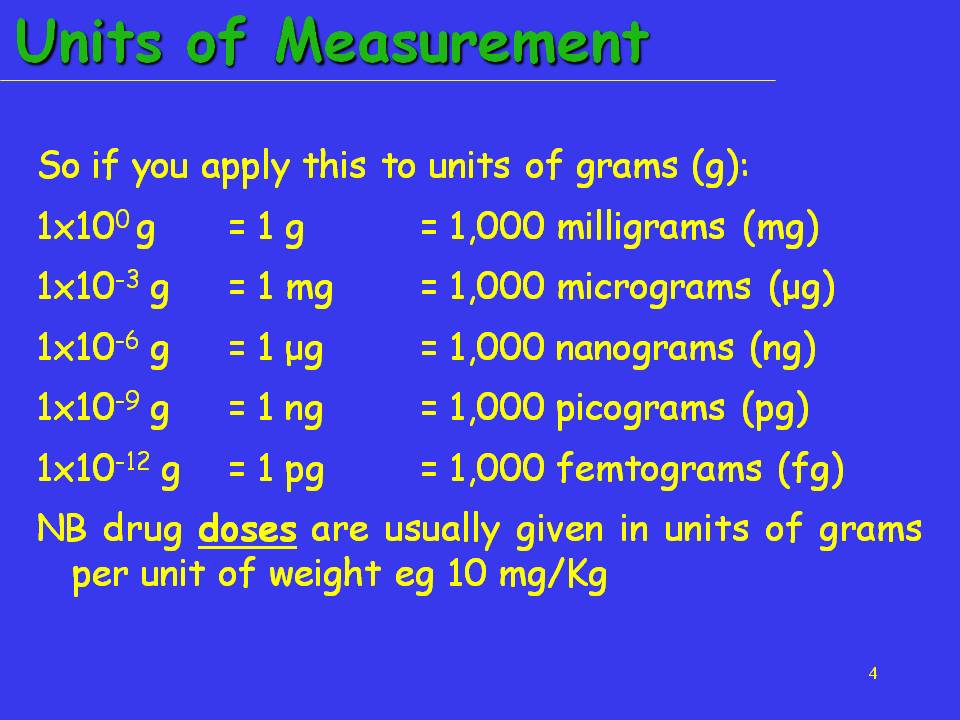 Units of Measurement
So if you apply this to units of grams (g):
1x10⁰ g = 1 g = 1,000 milligrams (mg)
1x10⁻³ g = 1 mg = 1,000 micrograms (µg)
1x10⁻⁶ g = 1 µg = 1,000 nanograms (ng)
1x10⁻⁹ g = 1 ng = 1,000 picograms (pg)
1x10⁻¹² g = 1 pg = 1,000 femtograms (fg)
NB drug doses are usually given in units of grams
per unit of weight eg 10 mg/Kg
4